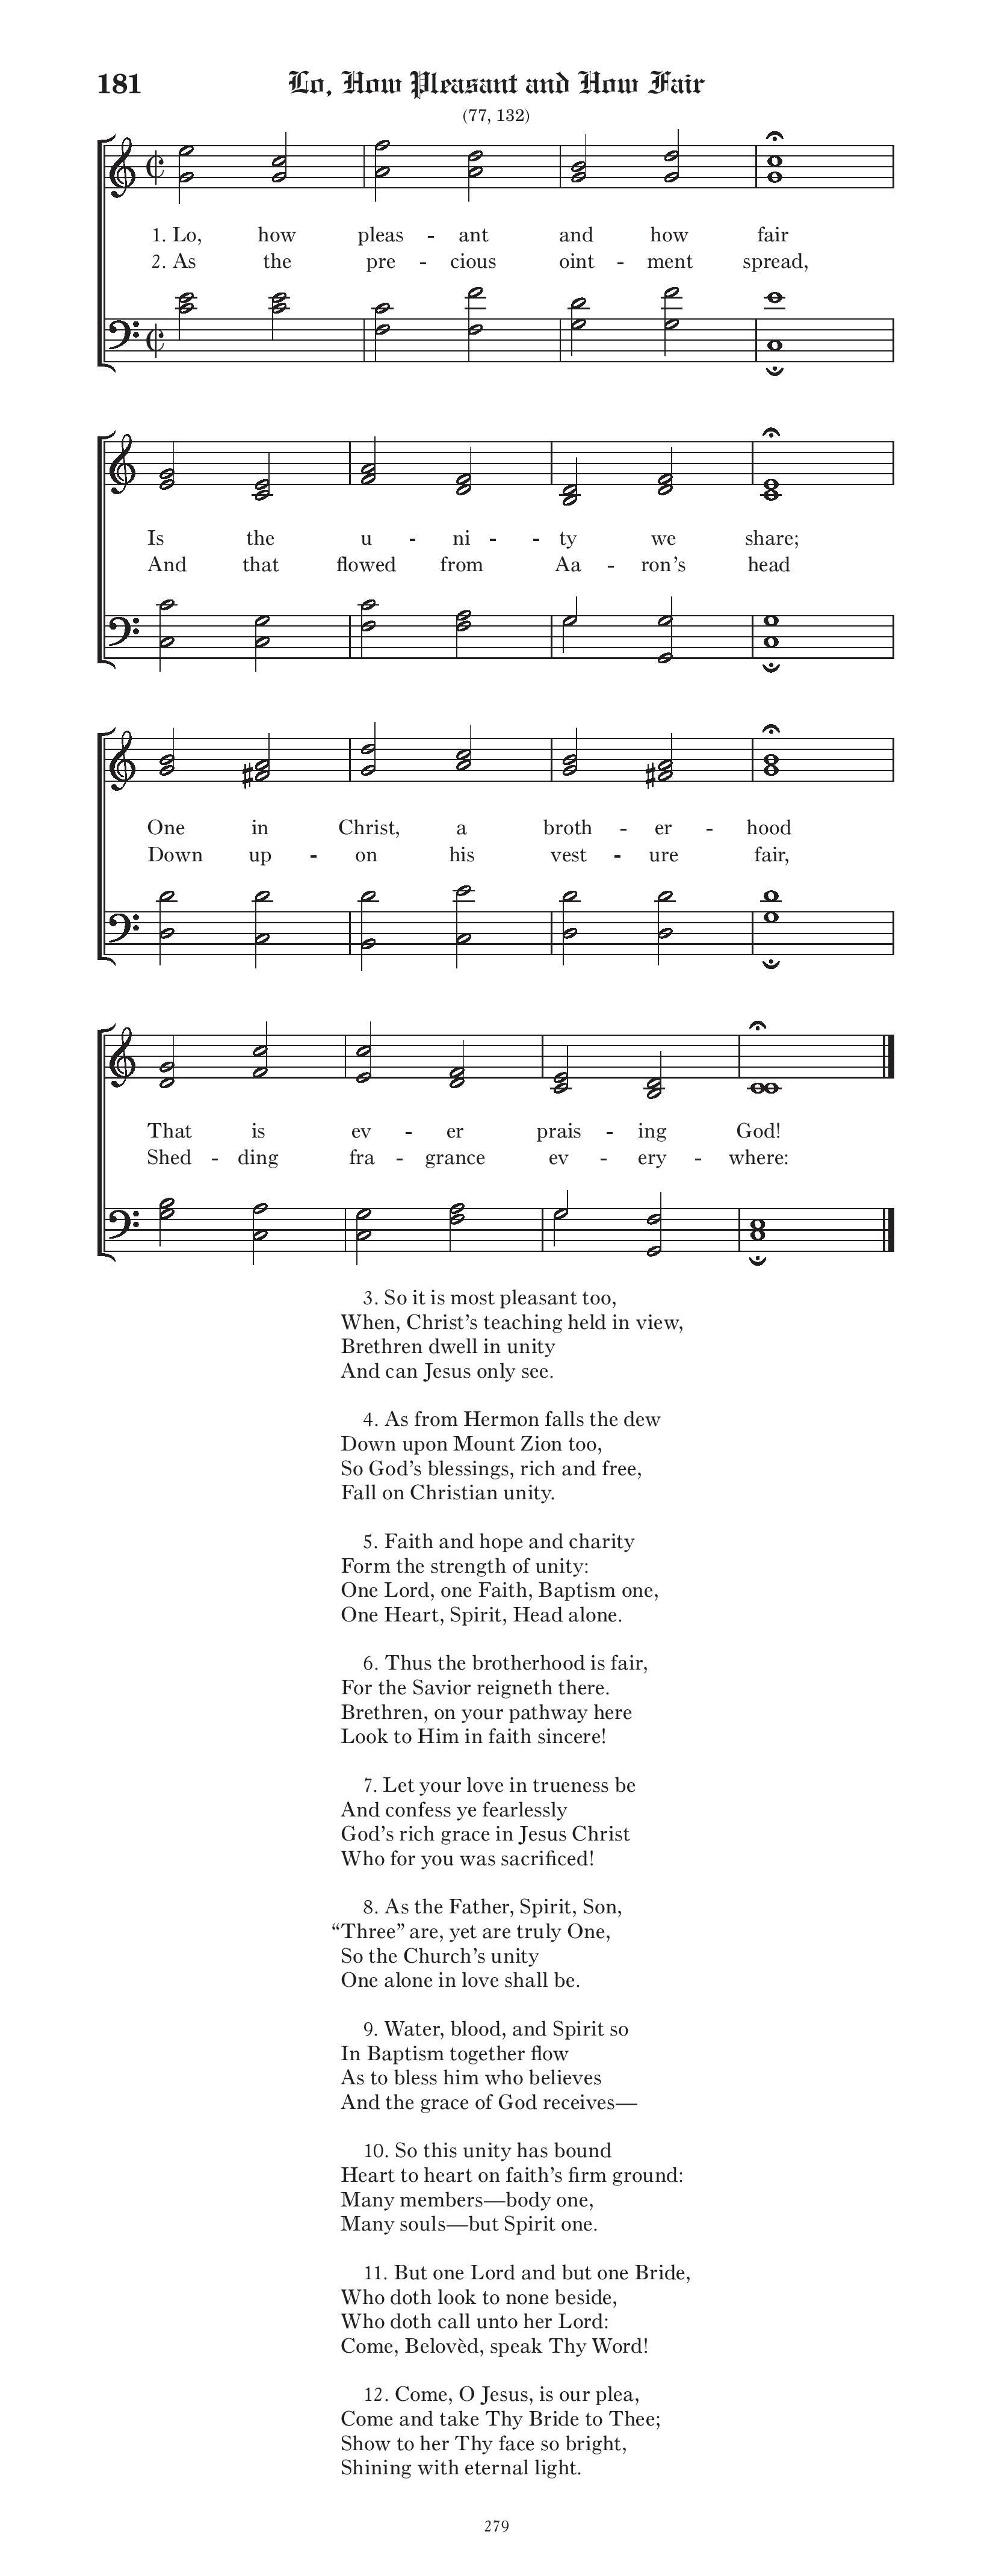 181 Lo, How Pleasant and How Fair
(77, 132)
1. Lo, how pleas - ant and how fair
2. As the pre - cious oint - ment spread,
Is the u - ni - - ty we share;
And that flowed from Aa - ron’s head
One in Christ, a broth - er - hood
Down up - on his vest - ure fair,
That is ev - er prais - ing God!
Shed - ding fra - grance ev - ery - where:
3. So it is most pleasant too,
When, Christ’s teaching held in view,
Brethren dwell in unity
And can Jesus only see.
4. As from Hermon falls the dew
Down upon Mount Zion too,
So God’s blessings, rich and free,
Fall on Christian unity.
5. Faith and hope and charity
Form the strength of unity:
One Lord, one Faith, Baptism one,
One Heart, Spirit, Head alone.
6. Thus the brotherhood is fair,
For the Savior reigneth there.
Brethren, on your pathway here
Look to Him in faith sincere!
7. Let your love in trueness be
And confess ye fearlessly
God’s rich grace in Jesus Christ
Who for you was sacrificed!
8. As the Father, Spirit, Son,
“Three” are, yet are truly One,
So the Church’s unity
One alone in love shall be.
9. Water, blood, and Spirit so
In Baptism together flow
As to bless him who believes
And the grace of God receives—
10. So this unity has bound
Heart to heart on faith’s firm ground:
Many members—body one,
Many souls—but Spirit one.
11. But one Lord and but one Bride,
Who doth look to none beside,
Who doth call unto her Lord:
Come, Belovèd, speak Thy Word!
12. Come, O Jesus, is our plea,
Come and take Thy Bride to Thee;
Show to her Thy face so bright,
Shining with eternal light.
279